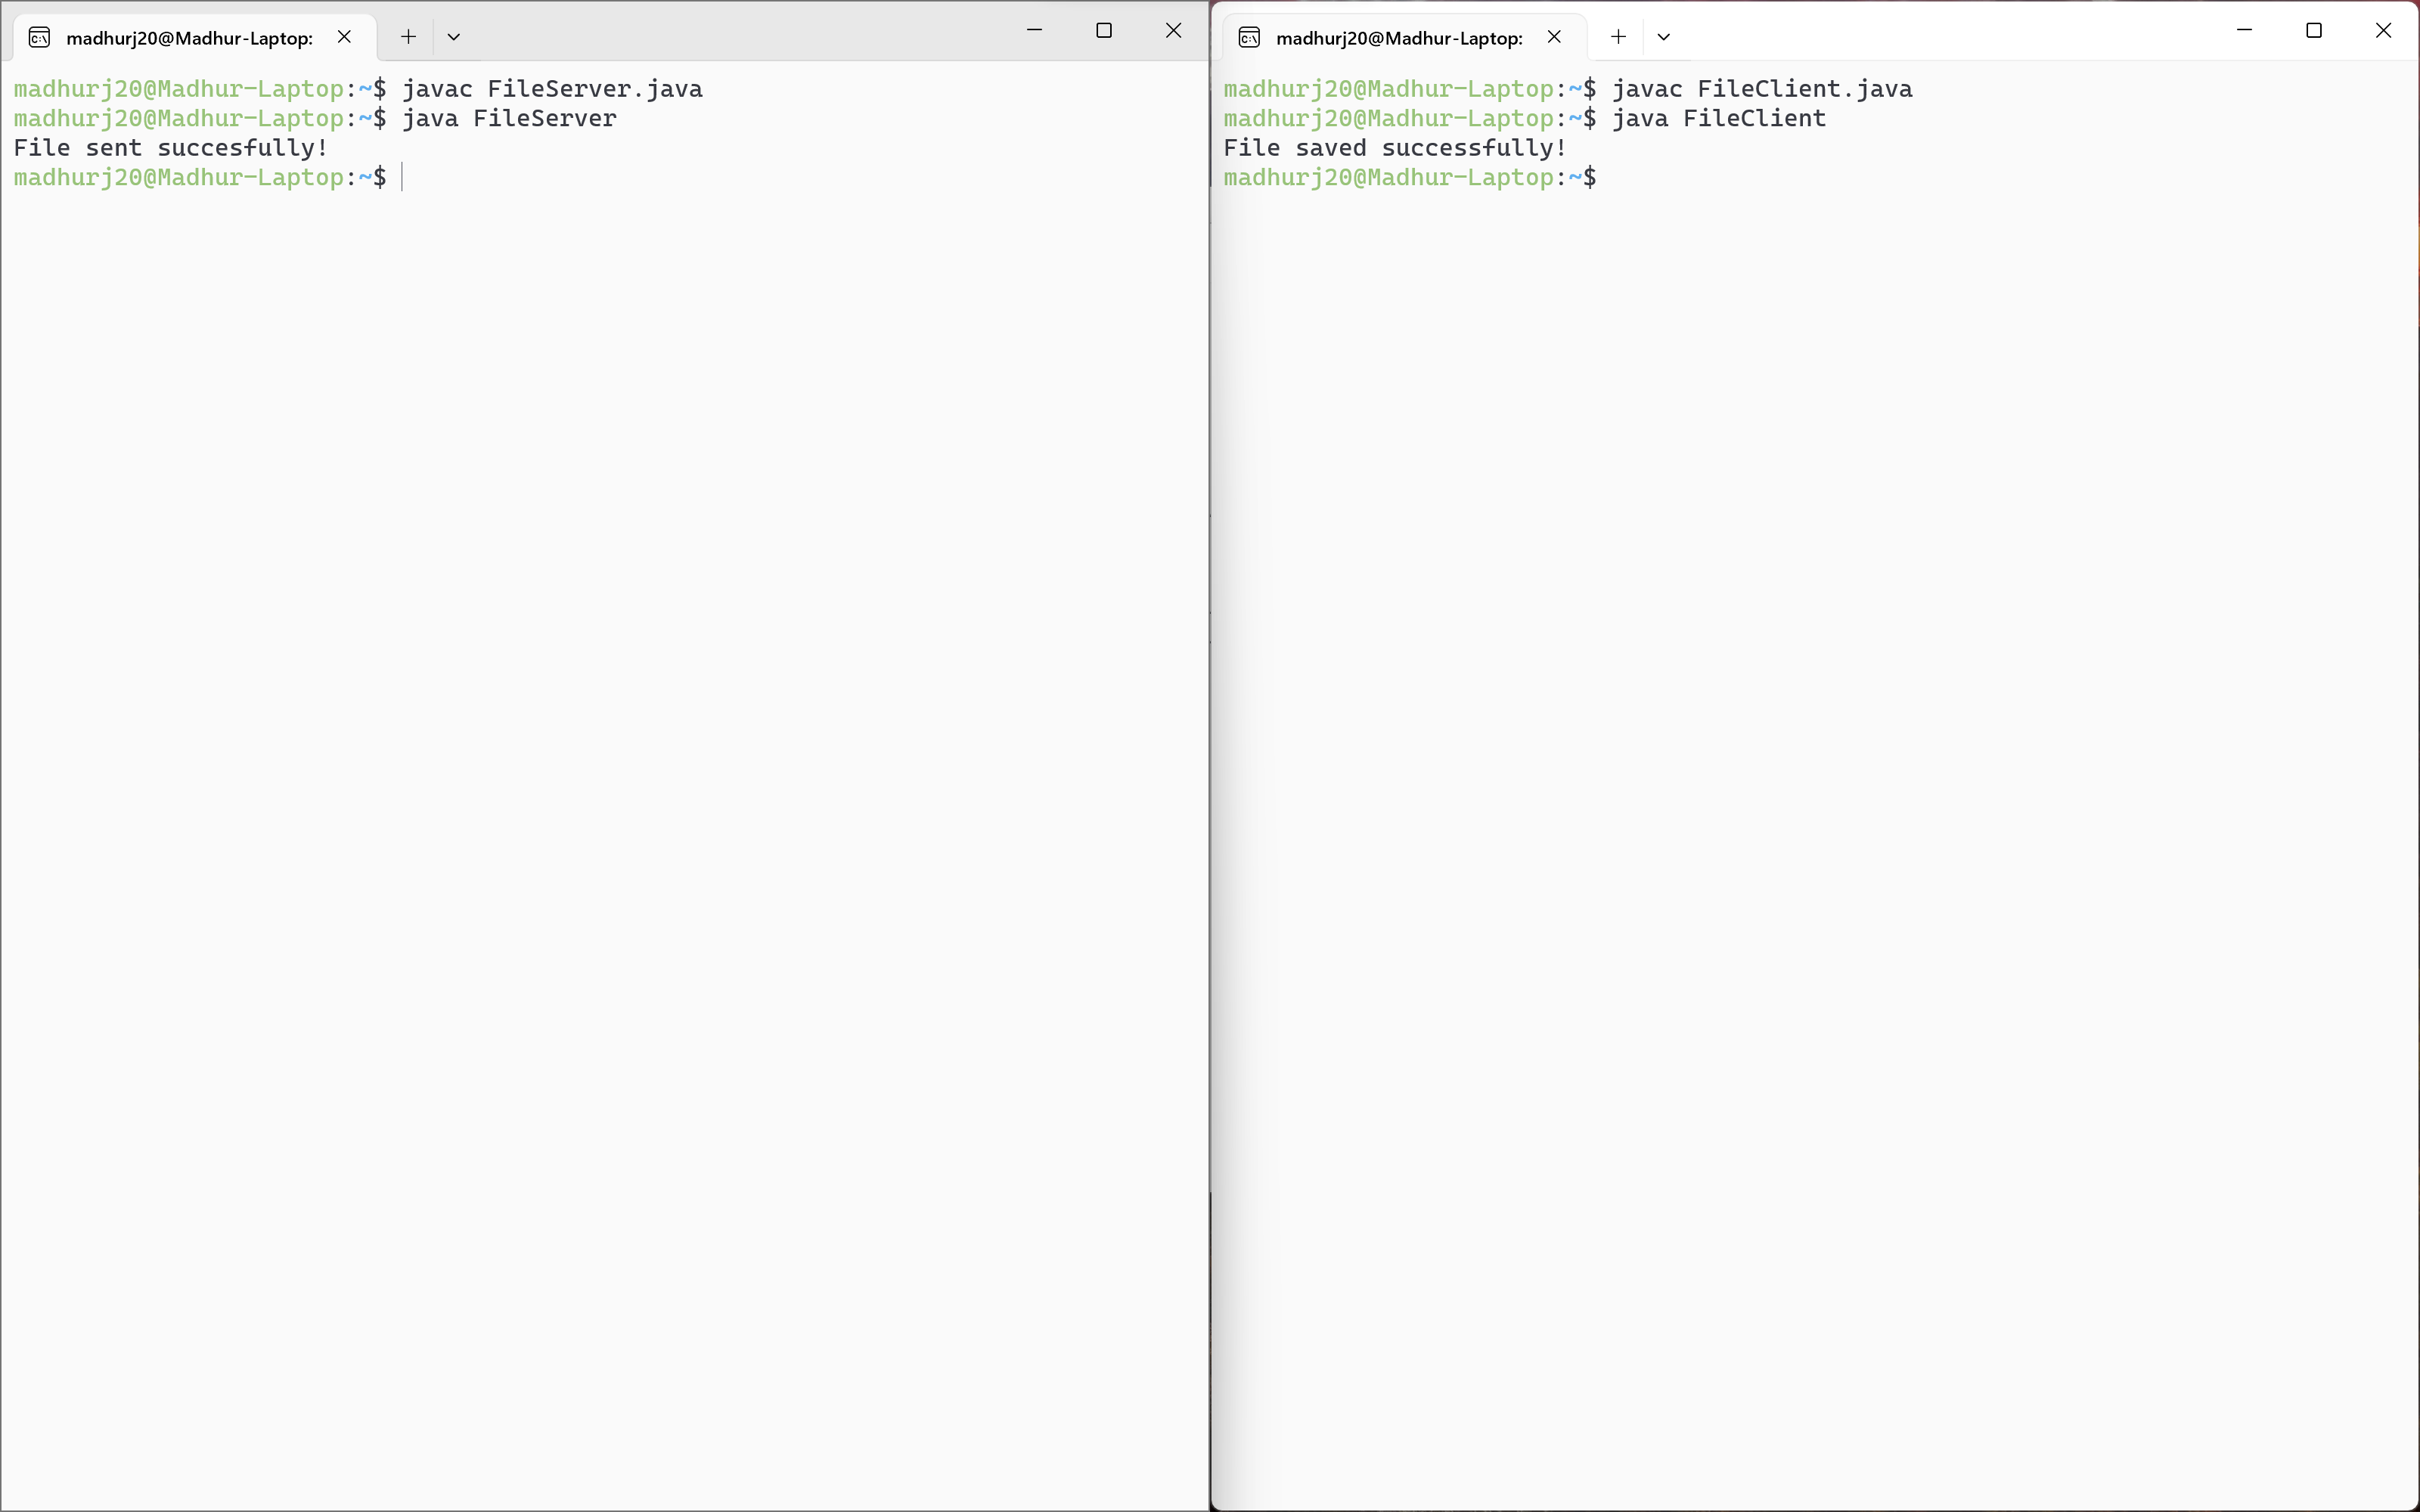 madhurj20@Madhur-Laptop:
madhurj20@Madhur-Laptop:~$ javac FileServer.java
madhurj20@Madhur-Laptop:~$ java FileServer
File sent succesfully!
madhurj20@Madhur-Laptop:~$
madhurj20@Madhur-Laptop:
madhurj20@Madhur-Laptop:~$ javac FileClient.java
madhurj20@Madhur-Laptop:~$ java FileClient
File saved successfully!
madhurj20@Madhur-Laptop:~$